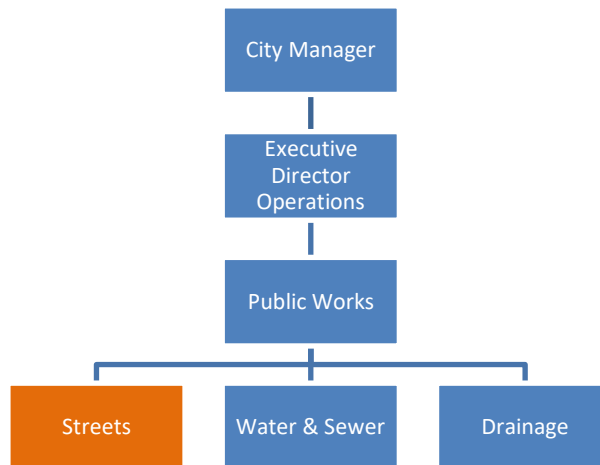 City Manager
Executive
Director
Operations
Public Works
Streets
Water & Sewer
Drainage